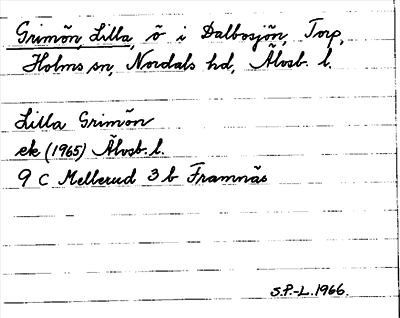 Grimön, Lilla, ö i Dalbosjön, Torp,
Holms sn, Nordals hd, Älvsb. l.
Lilla Grimön
ek (1965) Älvsb. l.
9 C Mellerud 3 b Framnäs
S.P.-L. 1966.